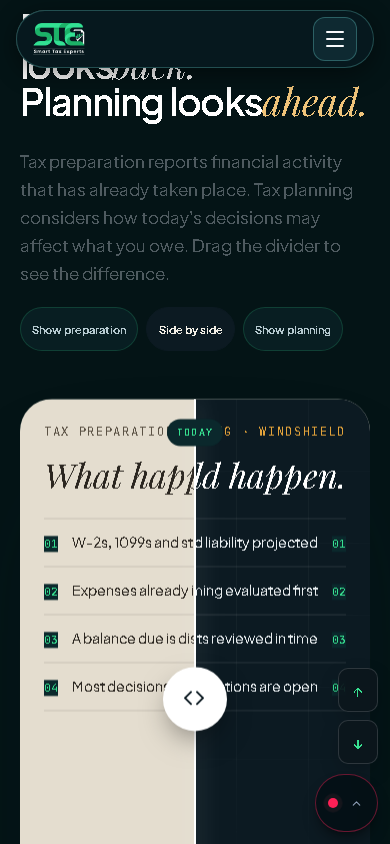 STE
Smart Tax Experts
looks back.
Planning looks ahead.
Tax preparation reports financial activity
that has already taken place. Tax planning
considers how today's decisions may
affect what you owe. Drag the divider to
see the difference.
Show preparation
Side by side
Show planning
TAX PREPARATIO TODAY G · WINDSHIELD
What hap ld happen.
01 W-2s, 1099s and st d liability projected 01
02 Expenses already i ning evaluated first 02
03 A balance due is dis ts reviewed in time 03
04 Most decisions tions are open